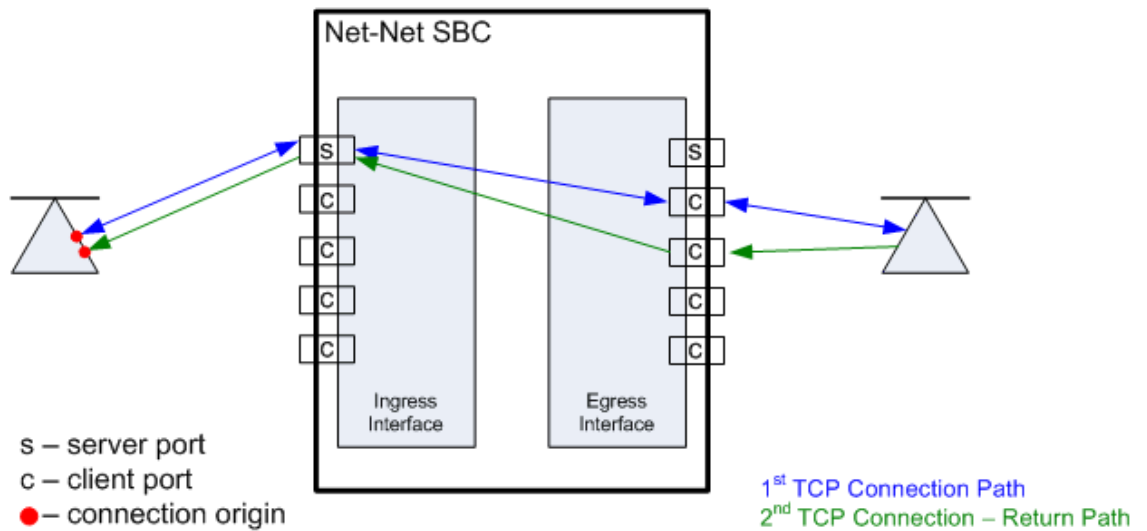 Net-Net SBC
S
C
C
C
C
S
C
C
C
C
Ingress
Interface
Egress
Interface
s – server port
c – client port
– connection origin
1st TCP Connection Path
2nd TCP Connection – Return Path